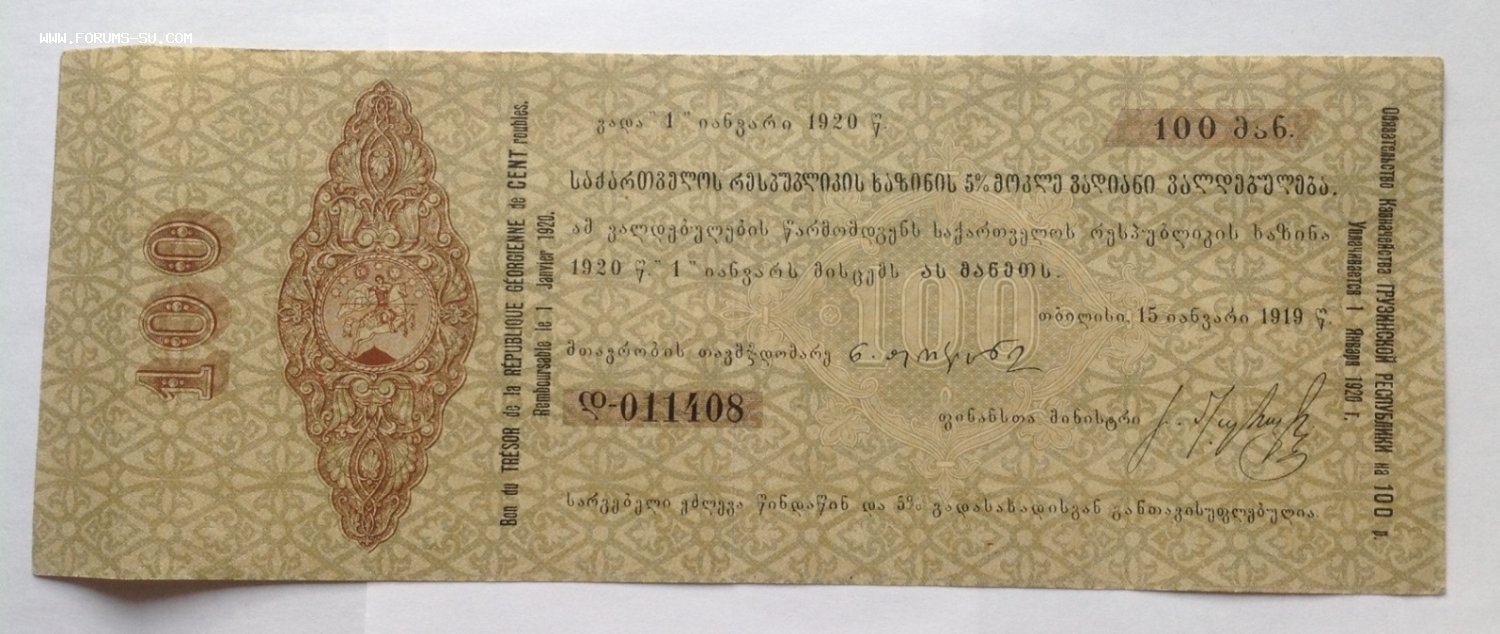 WWW.FORUMS-SU.COM
100
Bon du TRÉSOR de la RÉPUBLIQUE GÉORGIENNE de CENT roubles.
Remboursable le 1 Janvier 1920.
ვადა "1" იანვარი 1920 წ.
100 მან.
საქართველოს რესპუბლიკის ხაზინის 5% მოკლე ვადიანი ვალდებულება.
ამ ვალდებულების წარმომდგენს საქართველოს რესპუბლიკის ხაზინა
1920 წ. "1" იანვარს მისცემს ას მანეთს.
100
თბილისი, 15 იანვარი 1919 წ.
მთავრობის თავმჯდომარე
დ-011408
ფინანსთა მინისტრი
სარგებელი ეძლევა წინდაწინ და 5% გადასახადისგან განთავისუფლებულია.
Обязательство Казначейства ГРУЗИНСКОЙ РЕСПУБЛИКИ на 100 р.
Уплачивается 1 Января 1920 г.